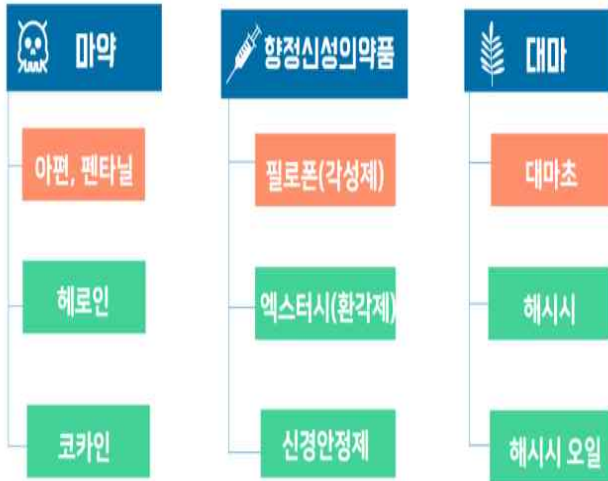 마약
아편, 펜타닐
헤로인
코카인
향정신성의약품
필로폰(각성제)
엑스터시(환각제)
신경안정제
대마
대마초
해시시
해시시 오일